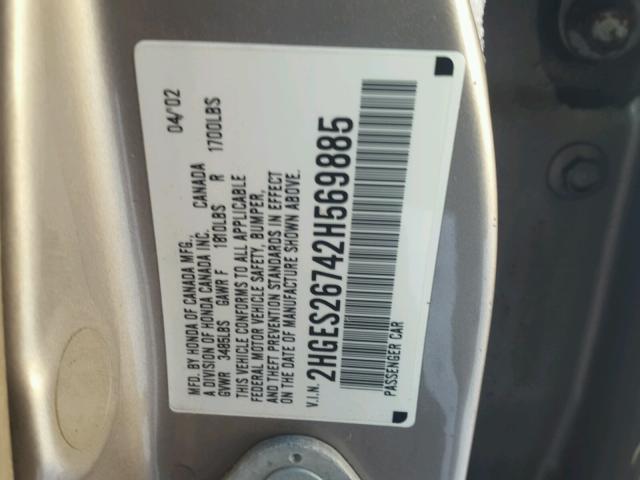 MFD. BY HONDA OF CANADA MFG. 04/02
A DIVISION OF HONDA CANADA INC. CANADA
GVWR 3485LBS GAWR F 1810LBS R 1700LBS
THIS VEHICLE CONFORMS TO ALL APPLICABLE
FEDERAL MOTOR VEHICLE SAFETY, BUMPER,
AND THEFT PREVENTION STANDARDS IN EFFECT
ON THE DATE OF MANUFACTURE SHOWN ABOVE.
V.I.N. 2HGES26742H569885
PASSENGER CAR